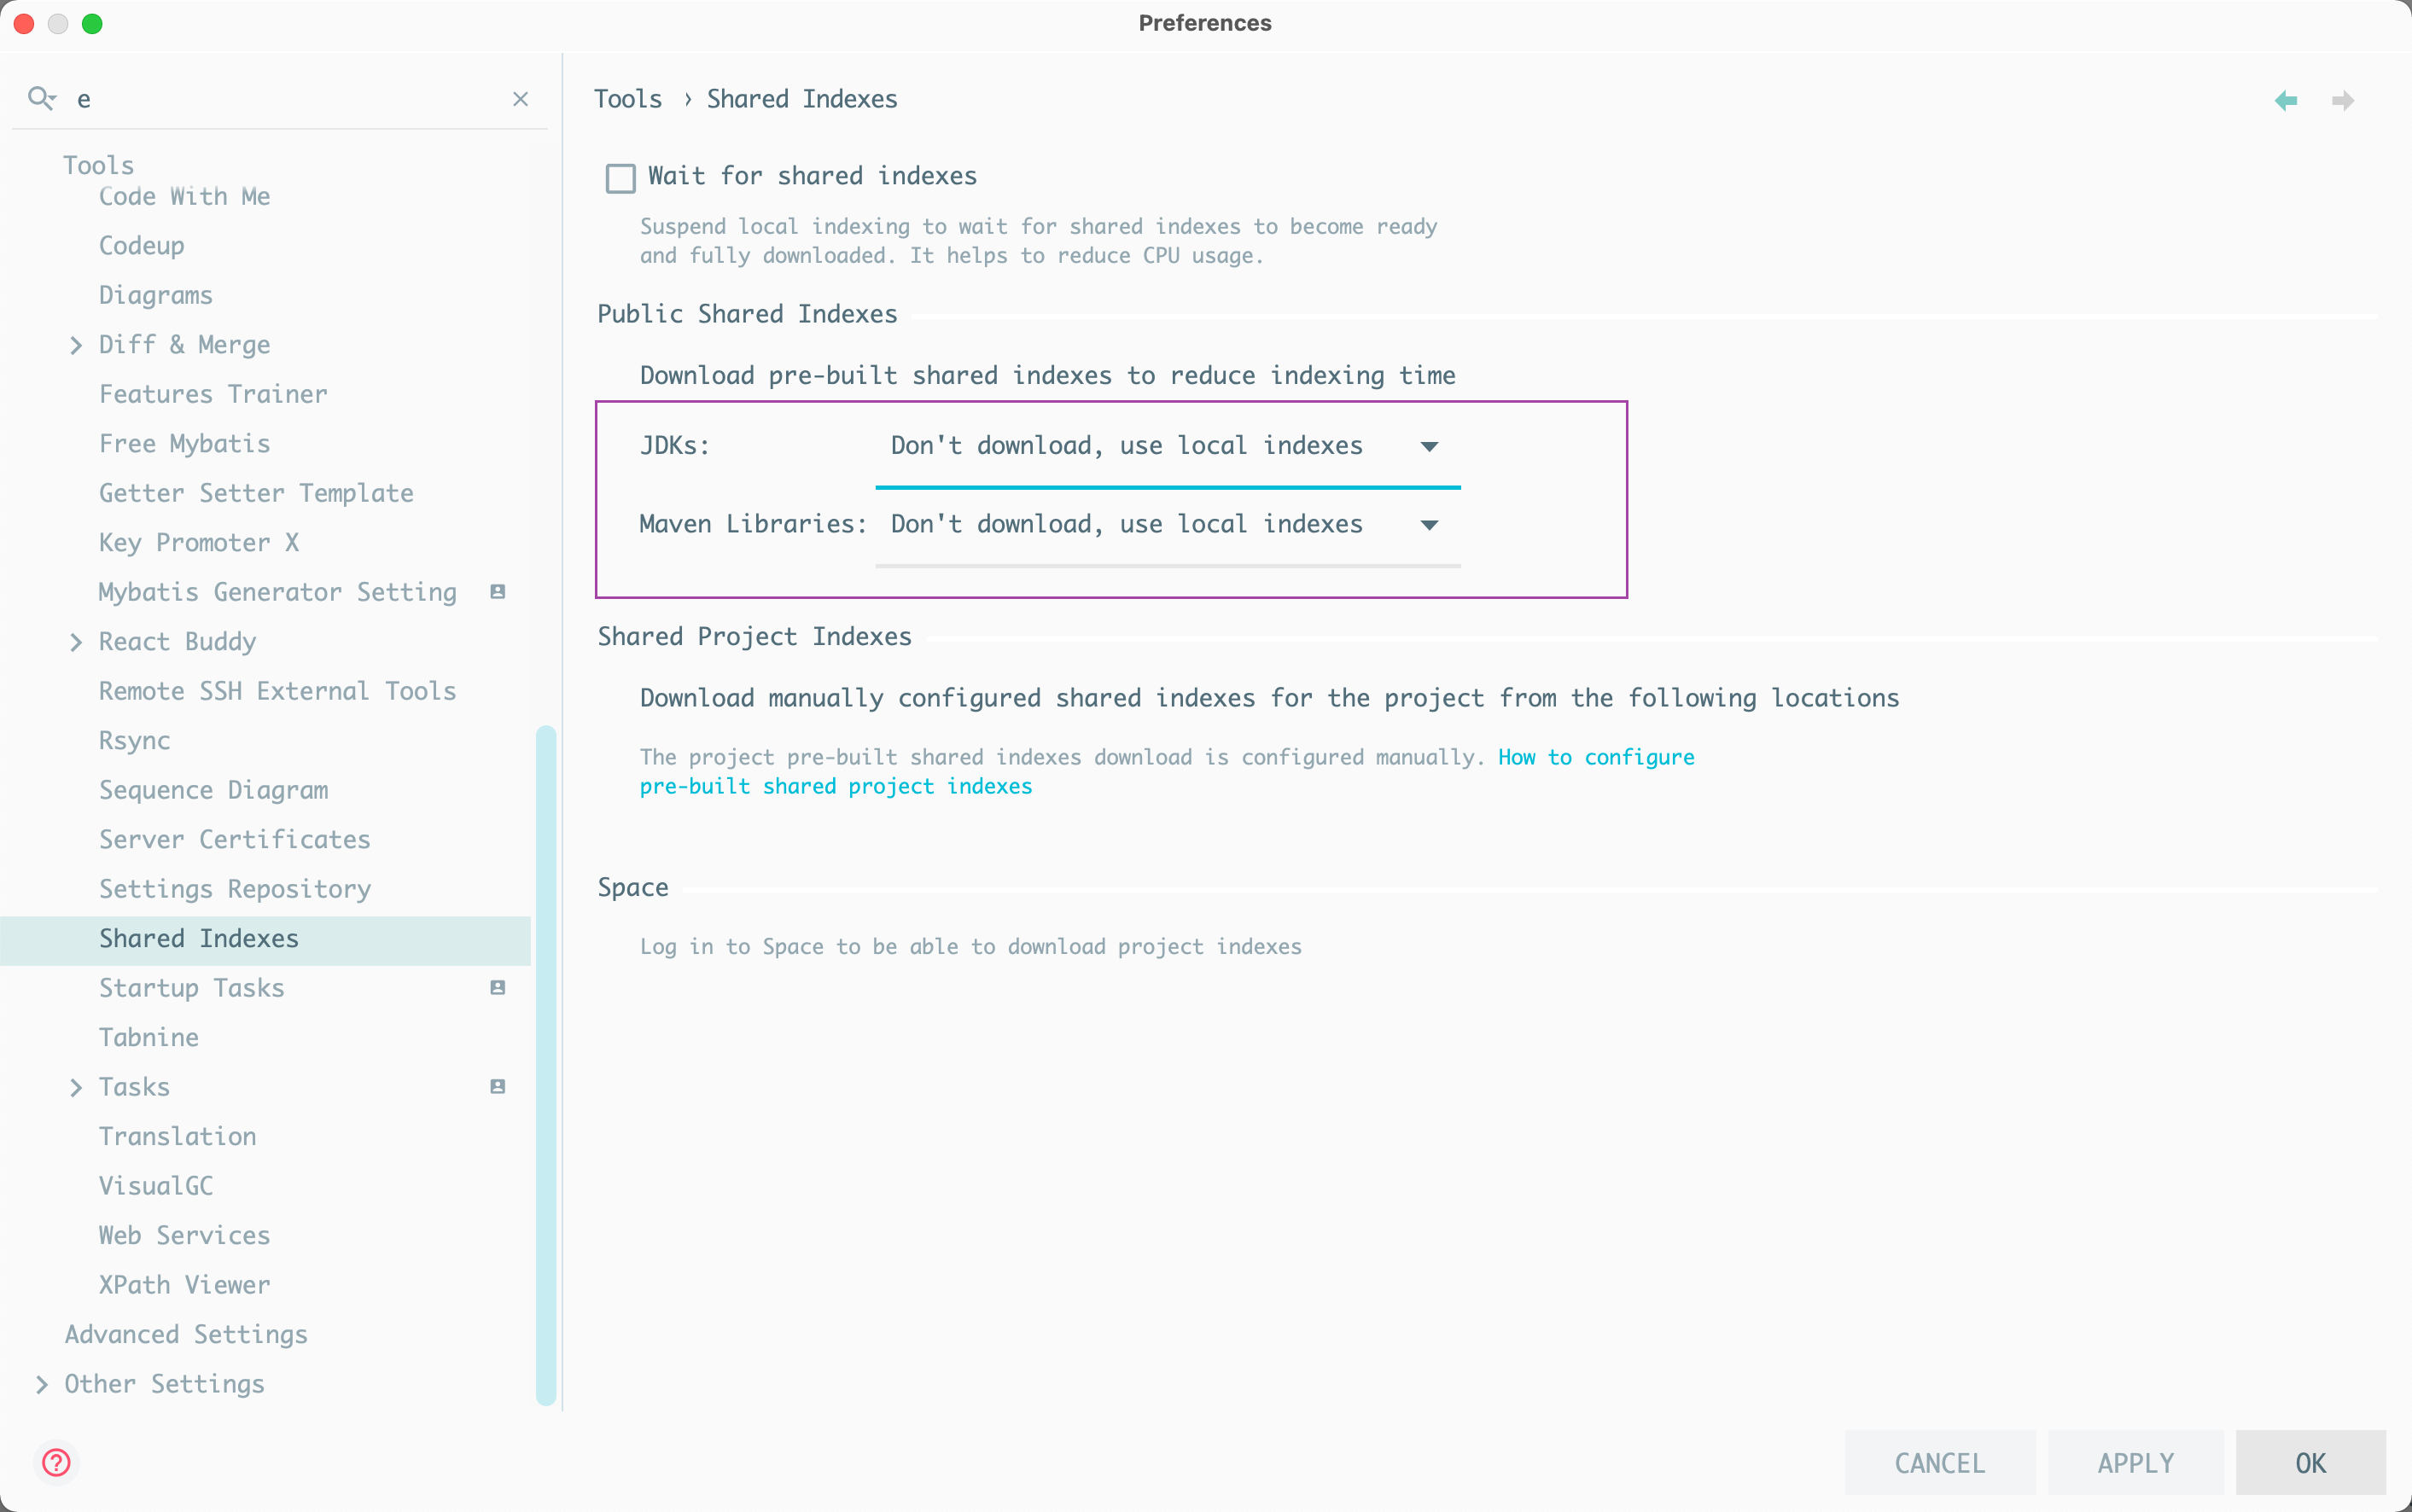 Preferences
e
Tools
Code With Me
Codeup
Diagrams
Diff & Merge
Features Trainer
Free Mybatis
Getter Setter Template
Key Promoter X
Mybatis Generator Setting
React Buddy
Remote SSH External Tools
Rsync
Sequence Diagram
Server Certificates
Settings Repository
Shared Indexes
Startup Tasks
Tabnine
Tasks
Translation
VisualGC
Web Services
XPath Viewer
Advanced Settings
Other Settings
Tools › Shared Indexes
Wait for shared indexes
Suspend local indexing to wait for shared indexes to become ready
and fully downloaded. It helps to reduce CPU usage.
Public Shared Indexes
Download pre-built shared indexes to reduce indexing time
JDKs: Don't download, use local indexes
Maven Libraries: Don't download, use local indexes
Shared Project Indexes
Download manually configured shared indexes for the project from the following locations
The project pre-built shared indexes download is configured manually. How to configure
pre-built shared project indexes
Space
Log in to Space to be able to download project indexes
?
CANCEL
APPLY
OK